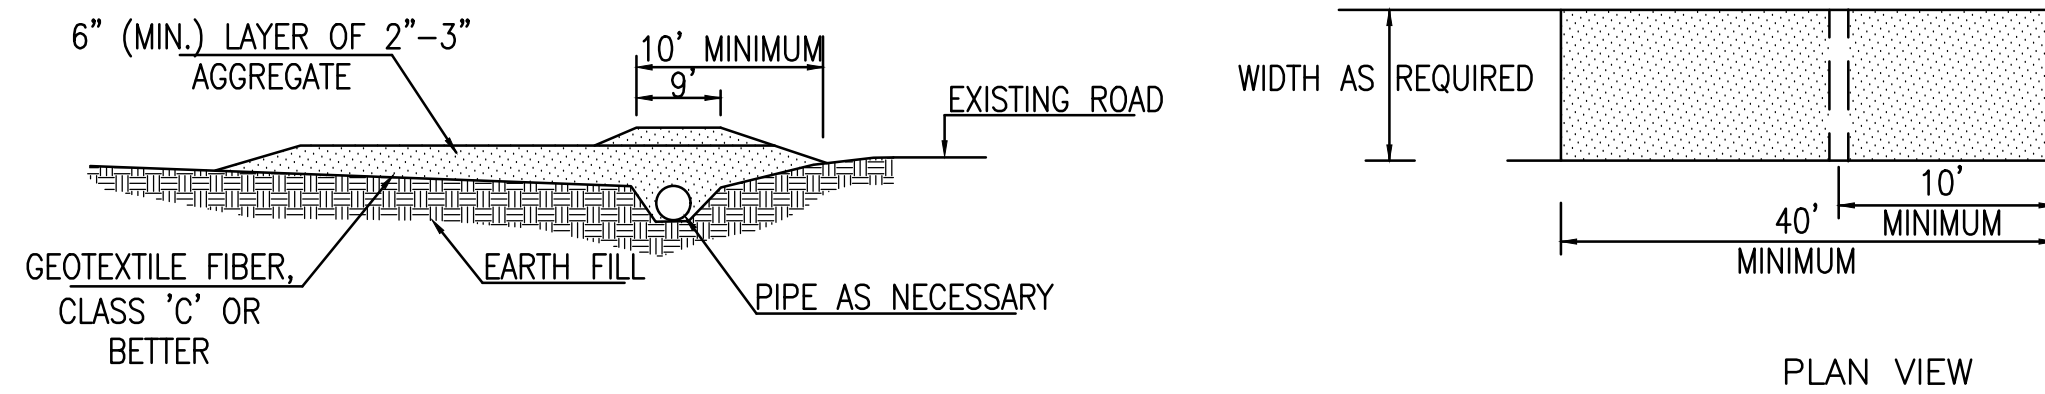 6” (MIN.) LAYER OF 2”-3”
AGGREGATE
10’ MINIMUM
9’
EXISTING ROAD
GEOTEXTILE FIBER,
CLASS 'C' OR
BETTER
EARTH FILL
PIPE AS NECESSARY
WIDTH AS REQUIRED
10’
MINIMUM
40’
MINIMUM
PLAN VIEW